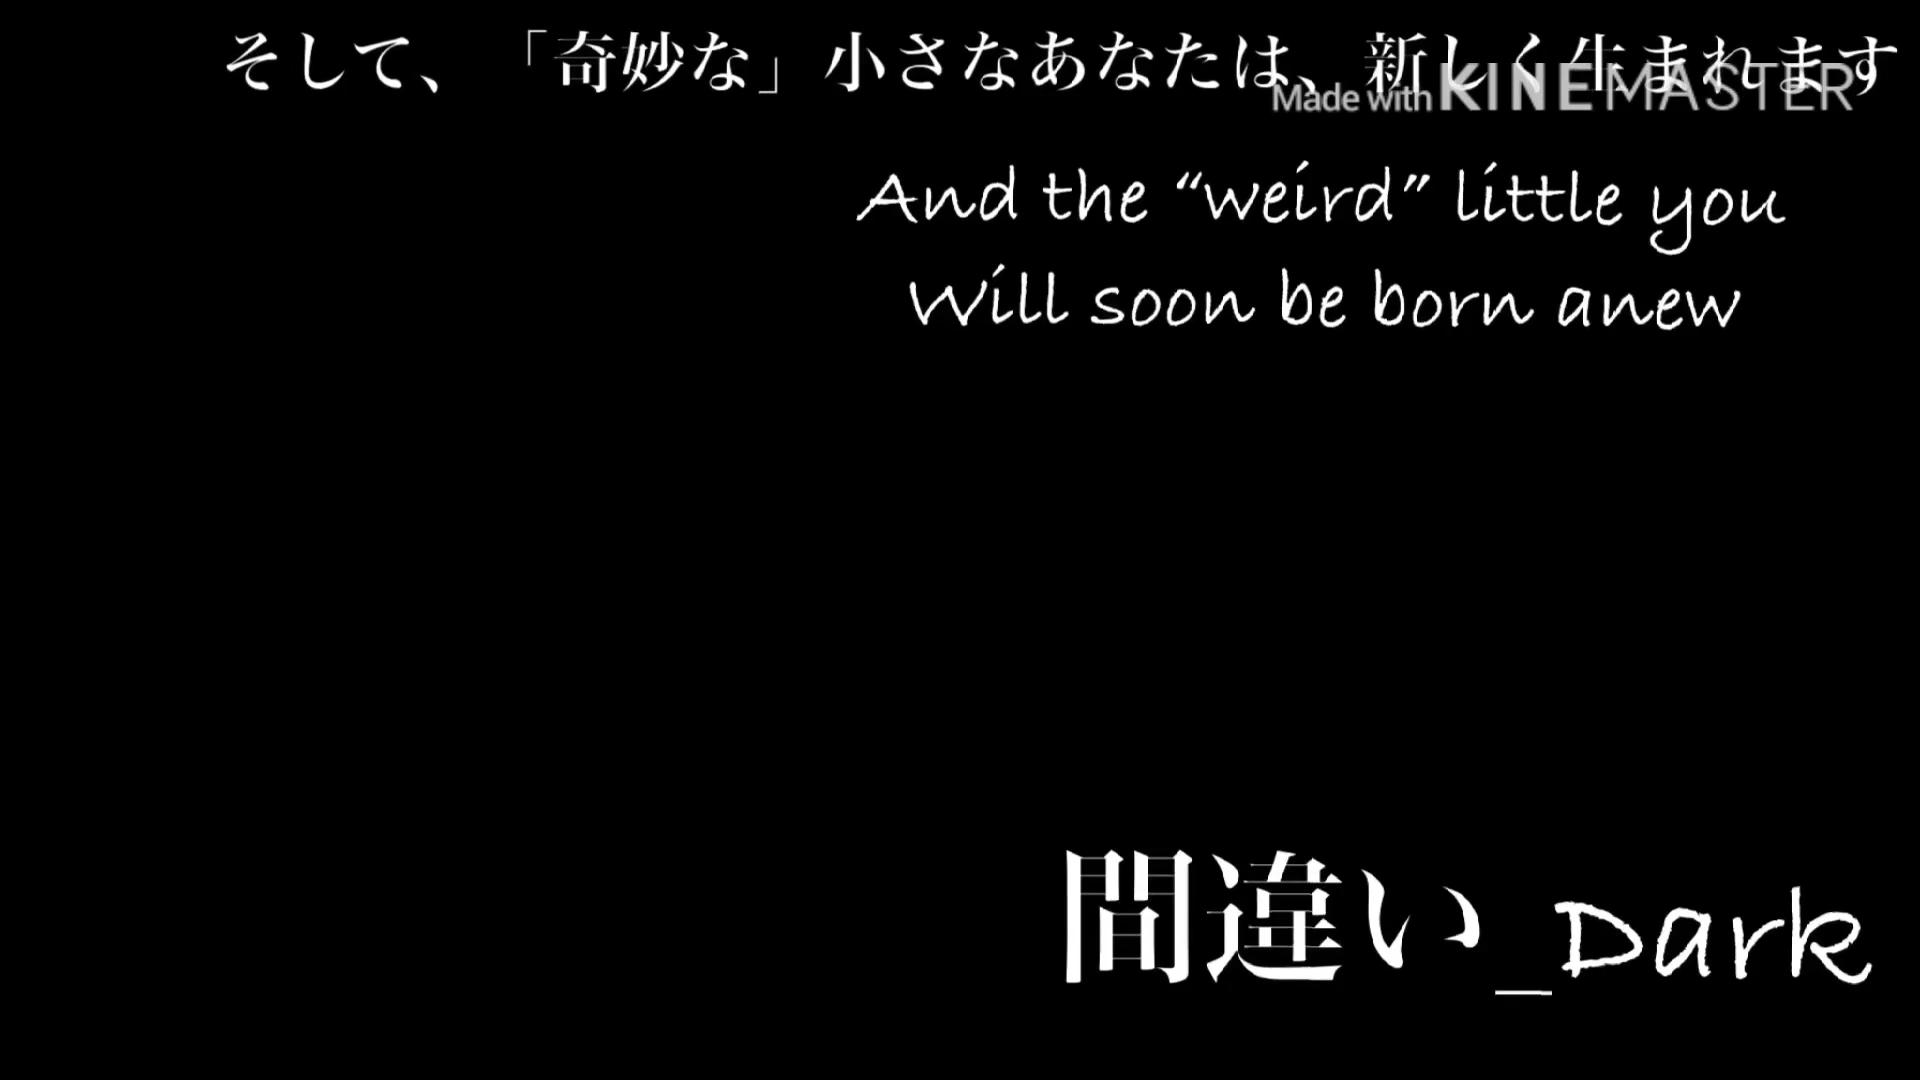 そして、「奇妙な」小さなあなたは、新しく生まれます
Made with KINEMASTER
And the “weird” little you
Will soon be born anew
間違い_Dark